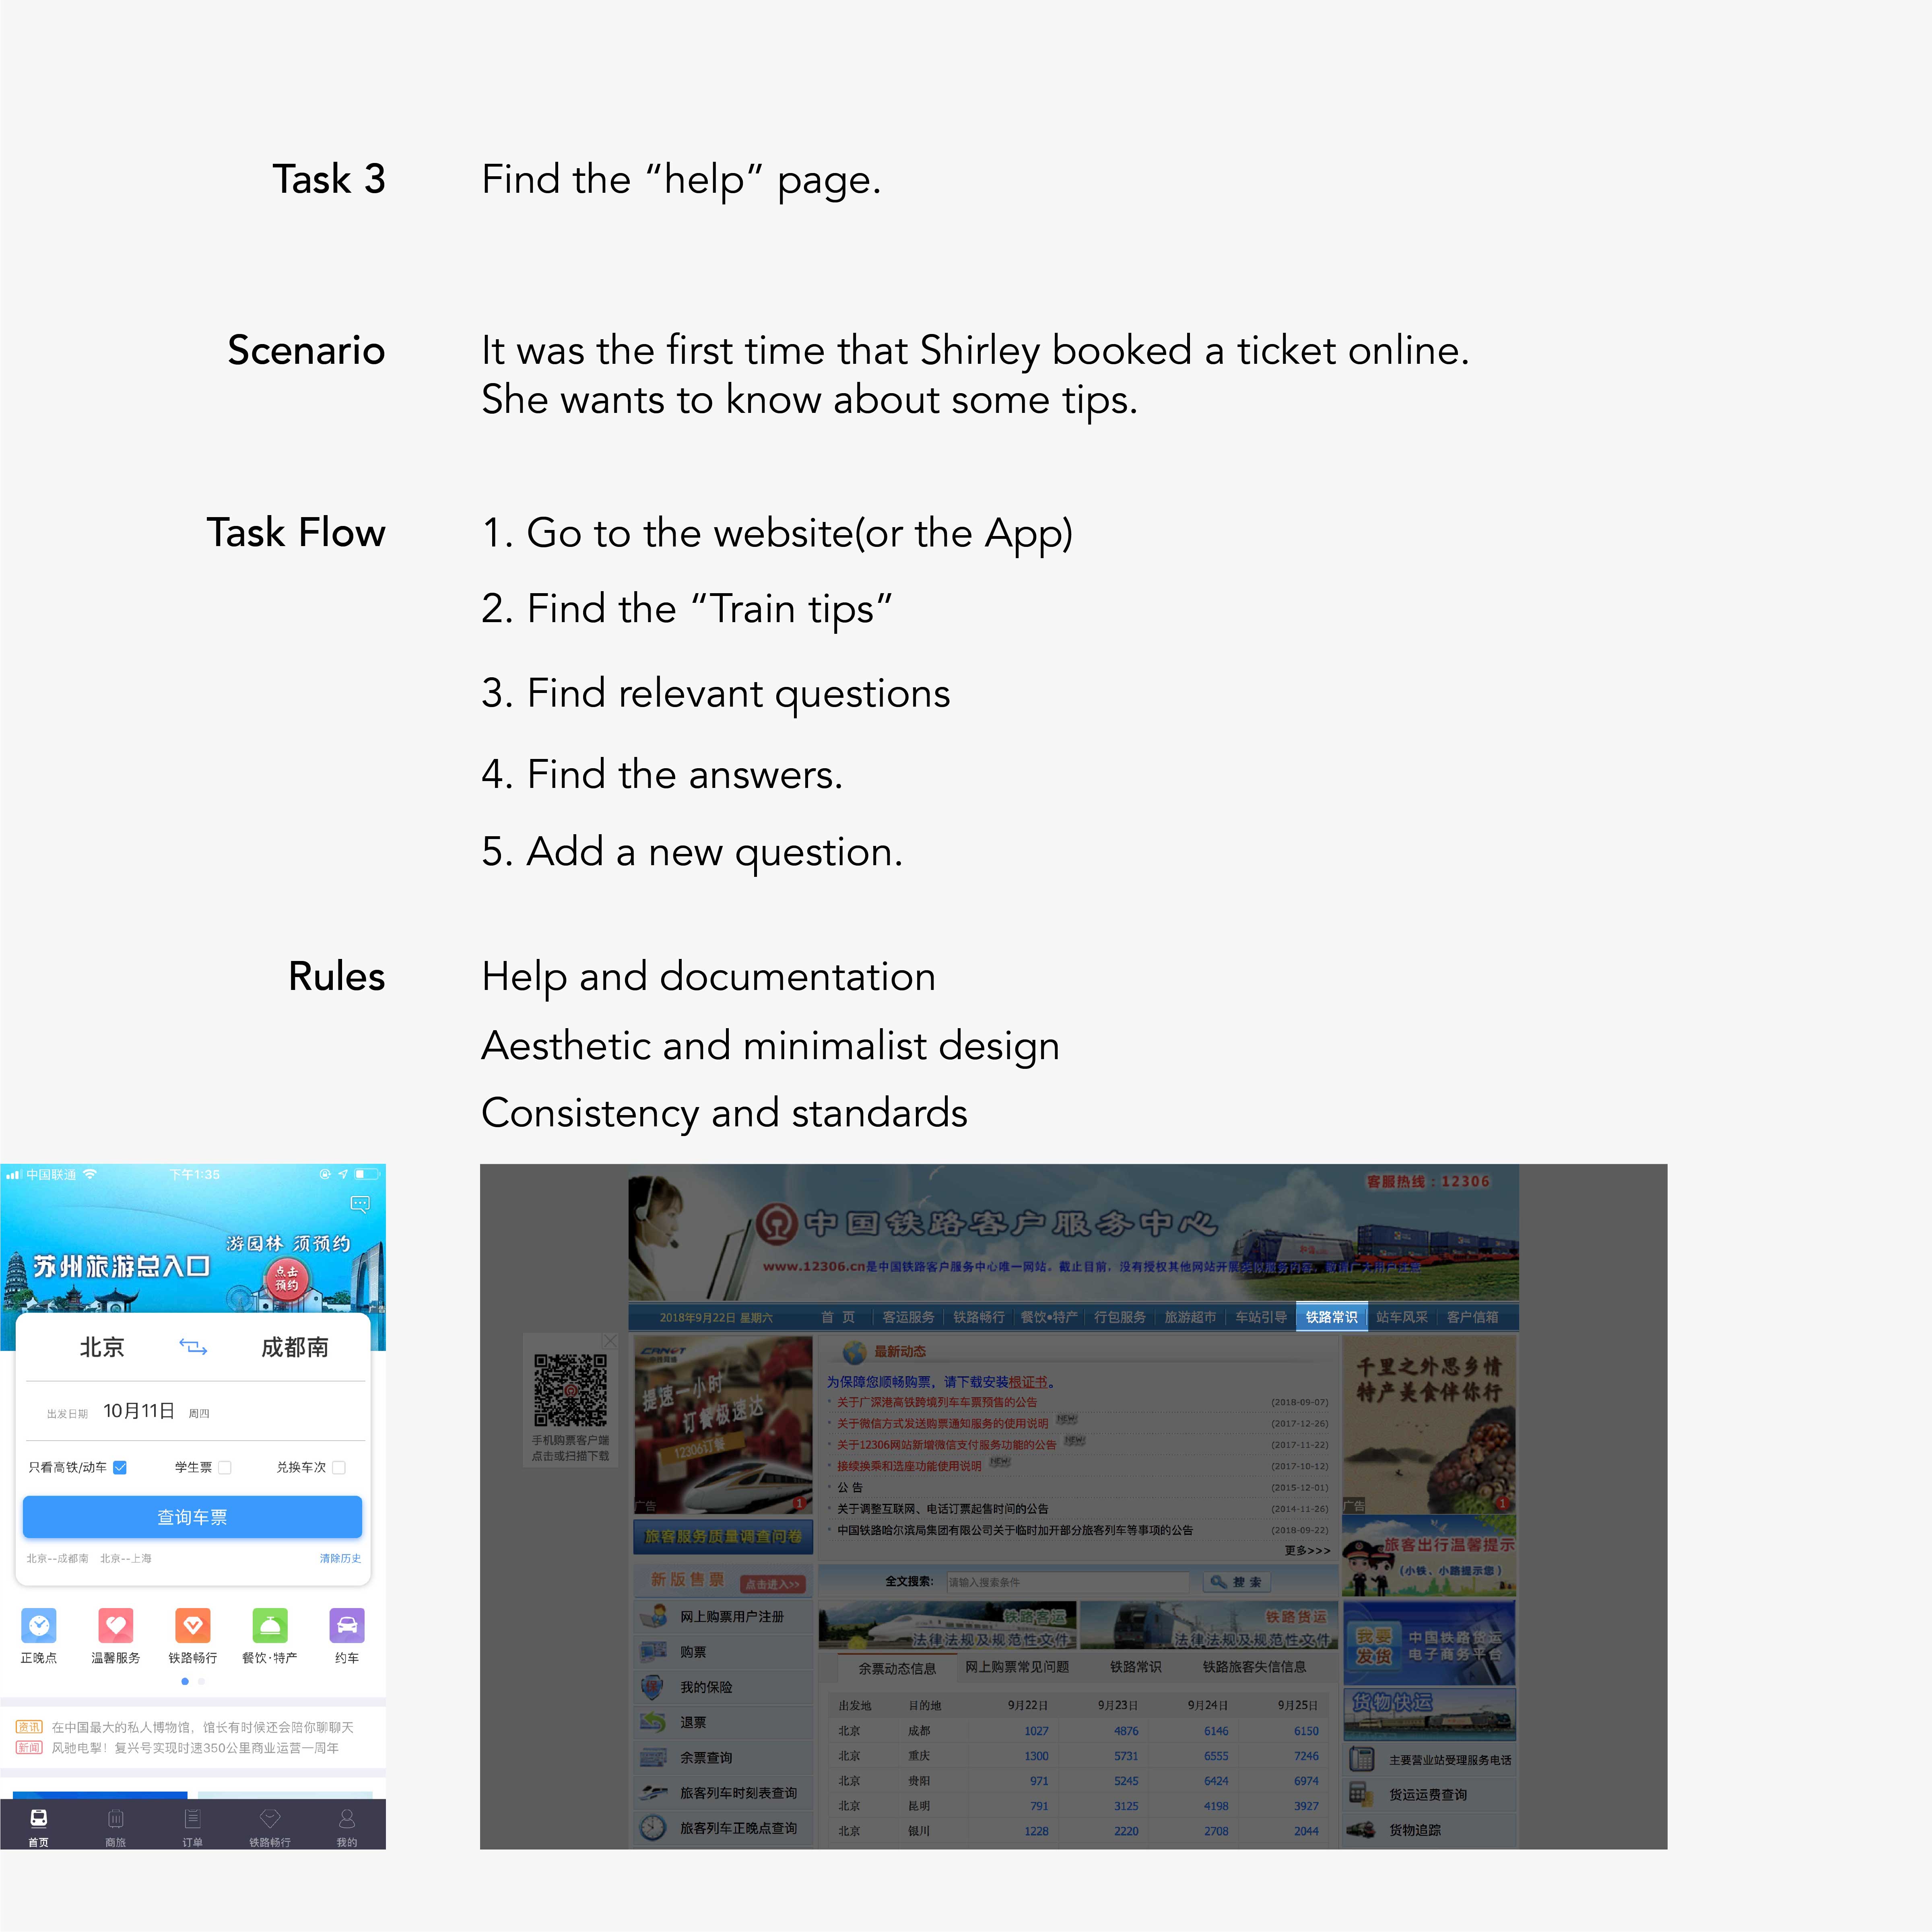 Task 3
Find the “help” page.
Scenario
It was the first time that Shirley booked a ticket online.
She wants to know about some tips.
Task Flow
1. Go to the website(or the App)
2. Find the “Train tips”
3. Find relevant questions
4. Find the answers.
5. Add a new question.
Rules
Help and documentation
Aesthetic and minimalist design
Consistency and standards
中国联通
下午1:35
游园林 须预约
苏州旅游总入口
点击
预约
北京
成都南
出发日期 10月11日 周四
只看高铁/动车
学生票
兑换车次
查询车票
北京--成都南 北京--上海
清除历史
正晚点
温馨服务
铁路畅行
餐饮·特产
约车
资讯 在中国最大的私人博物馆，馆长有时候还会陪你聊聊天
新闻 风驰电掣！复兴号实现时速350公里商业运营一周年
首页
商旅
订单
铁路畅行
我的
客服热线：12306
中国铁路客户服务中心
www.12306.cn是中国铁路客户服务中心唯一网站。截止目前，没有授权其他网站开展类似服务内容，敬请广大用户注意
2018年9月22日 星期六
首 页
客运服务
铁路畅行
餐饮•特产
行包服务
旅游超市
车站引导
铁路常识
站车风采
客户信箱
手机购票客户端
点击或扫描下载
提速一小时
订餐极速达
12306订餐
广告
1
旅客服务质量调查问卷
新版售票 点击进入>>
网上购票用户注册
购票
我的保险
退票
余票查询
旅客列车时刻表查询
旅客列车正晚点查询
最新动态
为保障您顺畅购票，请下载安装根证书。
关于广深港高铁跨境列车车票预售的公告 (2018-09-07)
关于微信方式发送购票通知服务的使用说明 NEW (2017-12-26)
关于12306网站新增微信支付服务功能的公告 NEW (2017-11-22)
接续换乘和选座功能使用说明 NEW (2017-10-12)
公 告 (2015-12-01)
关于调整互联网、电话订票起售时间的公告 (2014-11-26)
中国铁路哈尔滨局集团有限公司关于临时加开部分旅客列车等事项的公告 (2018-09-22)
更多>>>
全文搜索: 请输入搜索条件 搜 索
铁路客运
法律法规及规范性文件
铁路货运
法律法规及规范性文件
余票动态信息
网上购票常见问题
铁路常识
铁路旅客失信信息
出发地 目的地 9月22日 9月23日 9月24日 9月25日
北京 成都 1027 4876 6146 6150
北京 重庆 1300 5731 6555 7246
北京 贵阳 971 5245 6424 6974
北京 昆明 791 3125 4198 3927
北京 银川 1228 2220 2708 2044
千里之外思乡情
特产美食伴你行
广告
1
旅客出行温馨提示
(小铁、小路提示您)
我要
发货
中国铁路货运
电子商务平台
货物快运
主要营业站受理服务电话
货运运费查询
货物追踪